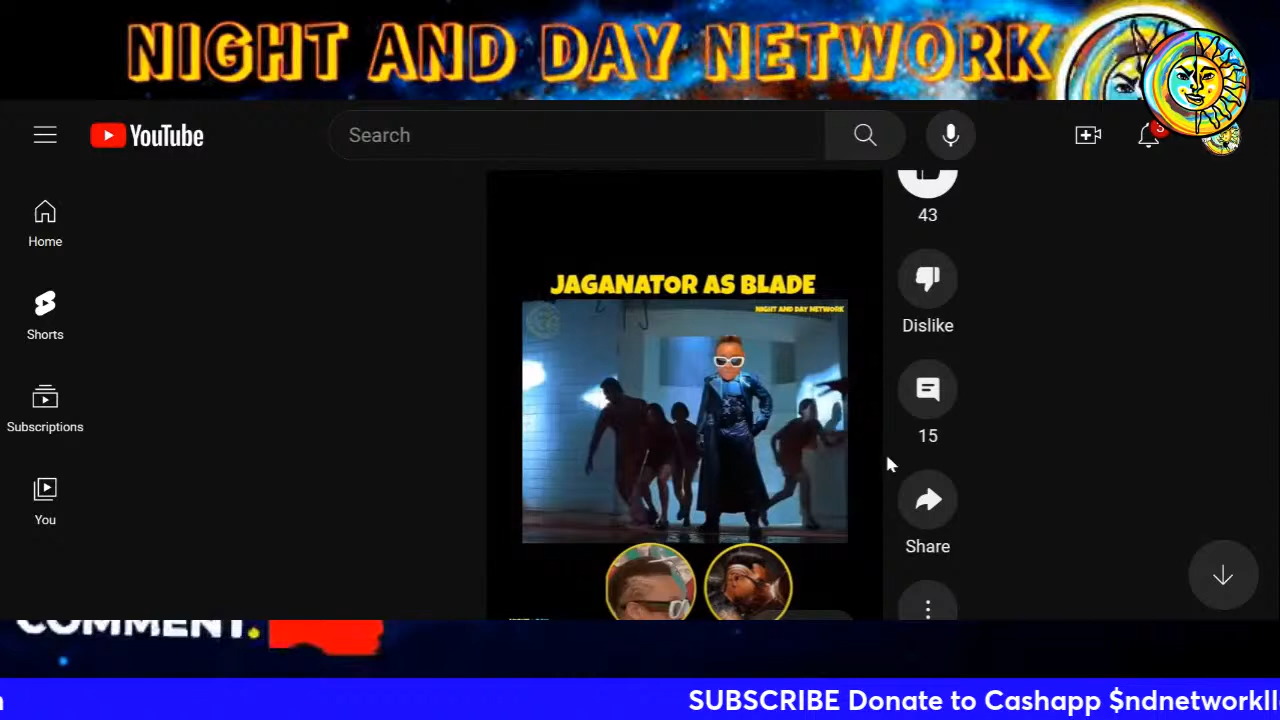 NIGHT AND DAY NETWORK
YouTube
Search
3
Home
Shorts
Subscriptions
You
JAGANATOR AS BLADE
NIGHT AND DAY NETWORK
43
Dislike
15
Share
COMMENT.
SUBSCRIBE Donate to Cashapp $ndnetworkll